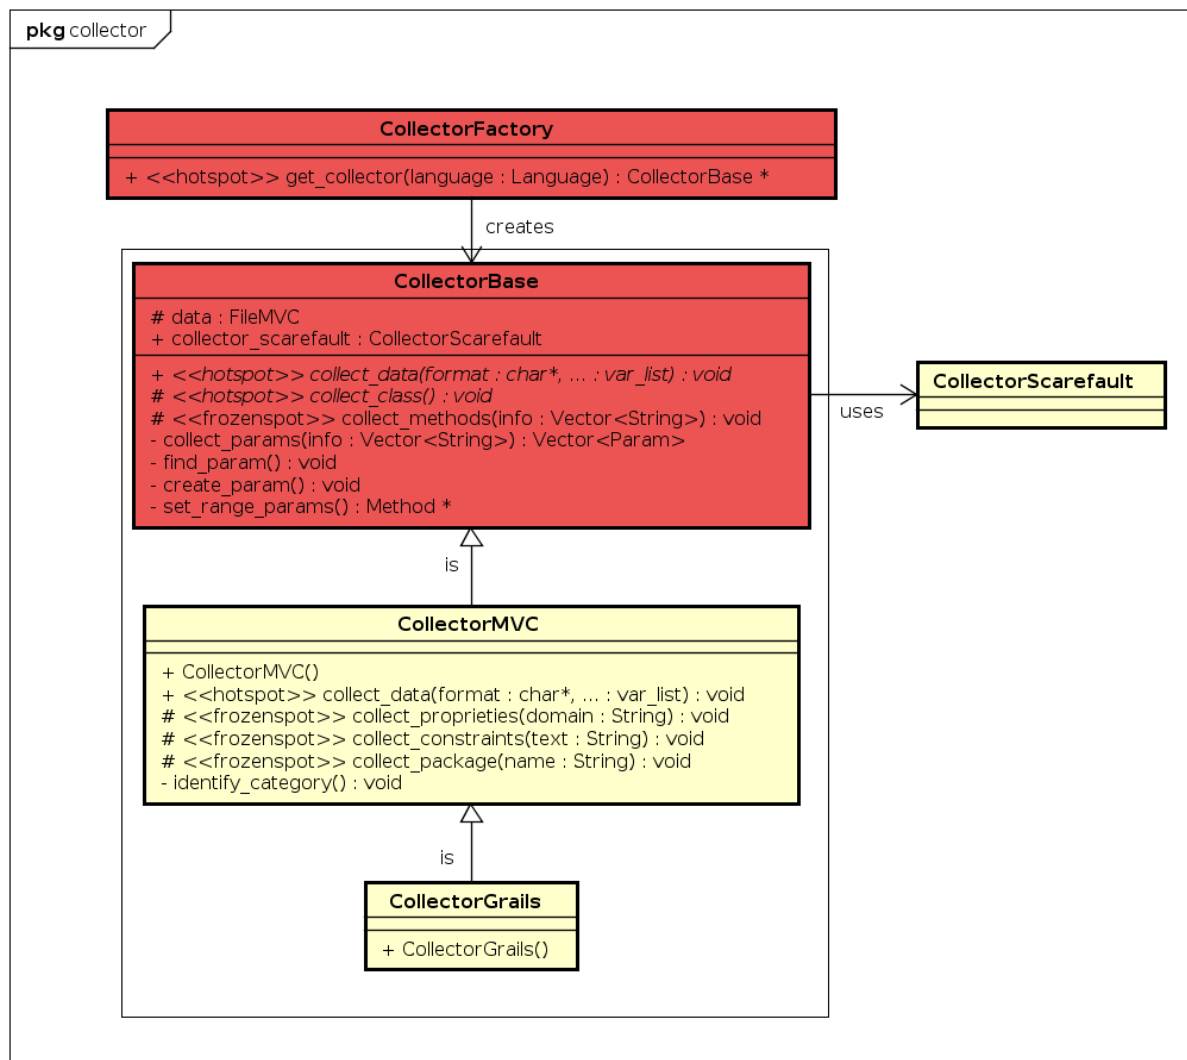 pkg collector
CollectorFactory
+ <<hotspot>> get_collector(language : Language) : CollectorBase *
creates
CollectorBase
# data : FileMVC
+ collector_scarefault : CollectorScarefault
+ <<hotspot>> collect_data(format : char*, ... : var_list) : void
# <<hotspot>> collect_class() : void
# <<frozenspot>> collect_methods(info : Vector<String>) : void
- collect_params(info : Vector<String>) : Vector<Param>
- find_param() : void
- create_param() : void
- set_range_params() : Method *
uses
CollectorScarefault
is
CollectorMVC
+ CollectorMVC()
+ <<hotspot>> collect_data(format : char*, ... : var_list) : void
# <<frozenspot>> collect_proprieties(domain : String) : void
# <<frozenspot>> collect_constraints(text : String) : void
# <<frozenspot>> collect_package(name : String) : void
- identify_category() : void
is
CollectorGrails
+ CollectorGrails()